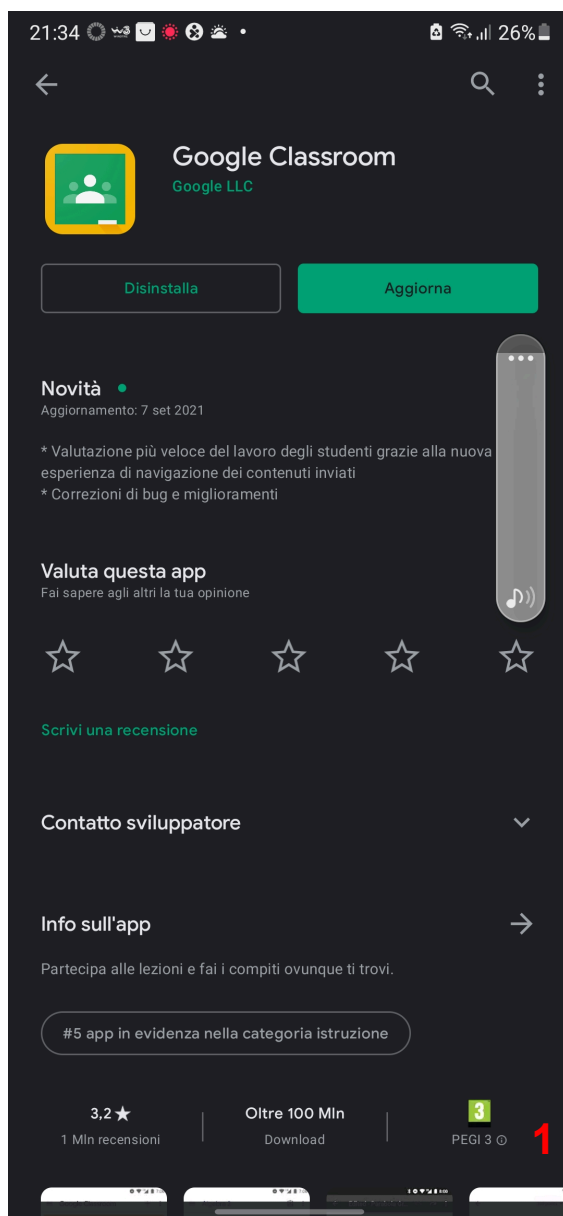 21:34
26%
Google Classroom
Google LLC
Disinstalla
Aggiorna
Novità
Aggiornamento: 7 set 2021
* Valutazione più veloce del lavoro degli studenti grazie alla nuova
esperienza di navigazione dei contenuti inviati
* Correzioni di bug e miglioramenti
Valuta questa app
Fai sapere agli altri la tua opinione
Scrivi una recensione
Contatto sviluppatore
Info sull'app
Partecipa alle lezioni e fai i compiti ovunque ti trovi.
#5 app in evidenza nella categoria istruzione
3,2★
Oltre 100 Mln
3
1 Mln recensioni
Download
PEGI 3
1